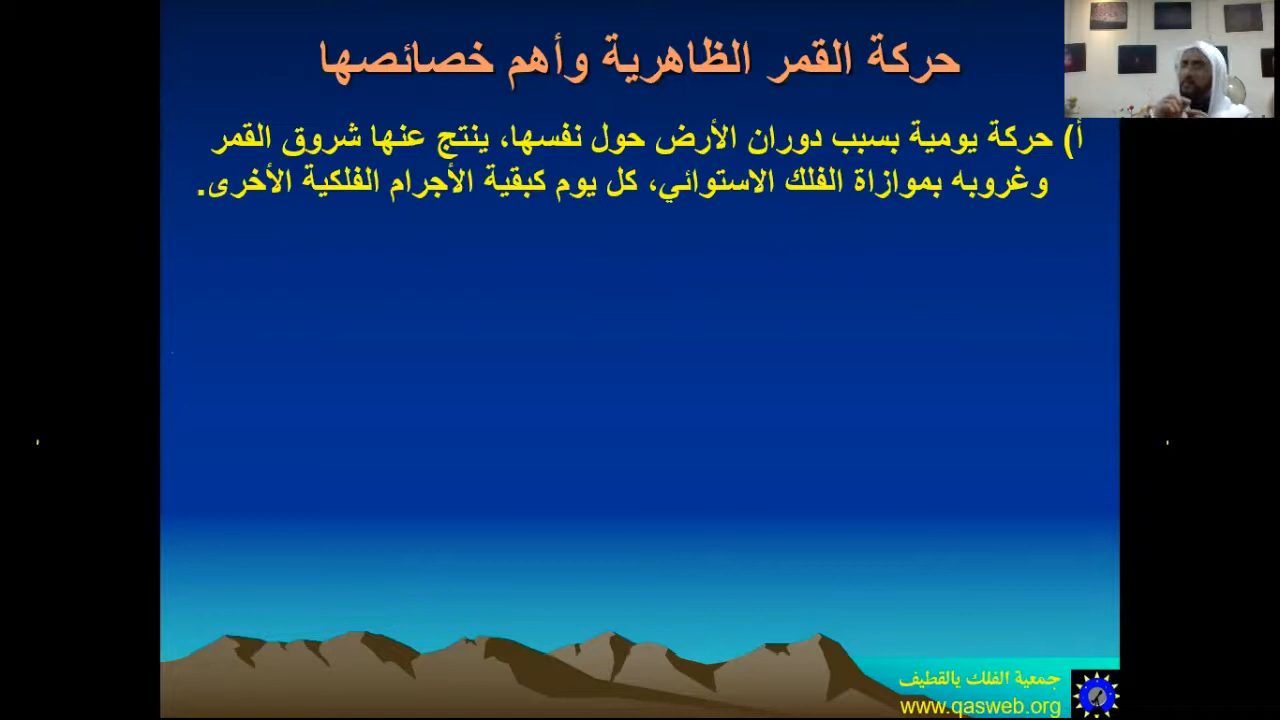 حركة القمر الظاهرية وأهم خصائصها
أ) حركة يومية بسبب دوران الأرض حول نفسها، ينتج عنها شروق القمر
وغروبه بموازاة الفلك الاستوائي، كل يوم كبقية الأجرام الفلكية الأخرى.
جمعية الفلك بالقطيف
www.qasweb.org